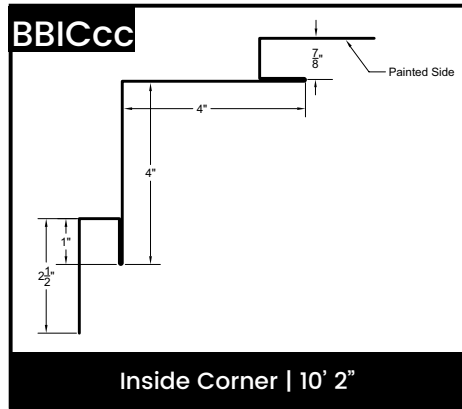 BBICcc
7/8"
Painted Side
4"
4"
1"
2 1/2"
Inside Corner | 10’ 2”